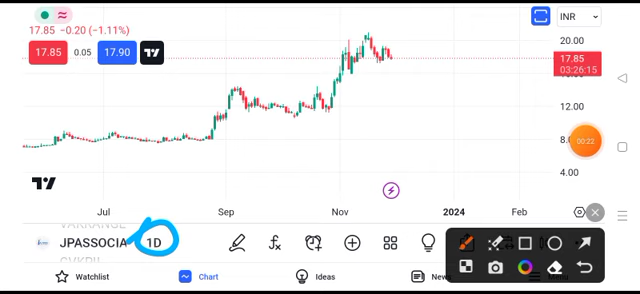 INR
17.85 −0.20 (−1.11%)
20.00
17.85 0.05 17.90
17.85
03:26:15
12.00
8.0
00:22
4.00
Jul Sep Nov 2024 Feb
JPASSOCIA 1D
Watchlist Chart Ideas News Menu